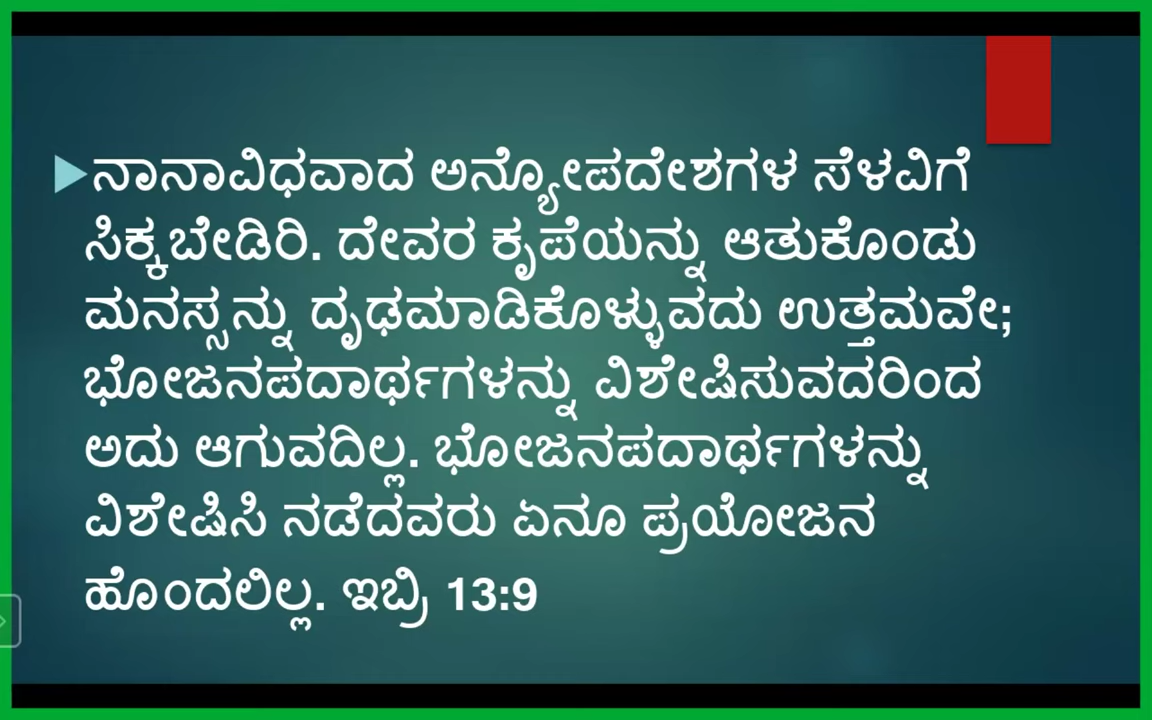 ನಾನಾವಿಧವಾದ ಅನ್ಯೋಪದೇಶಗಳ ಸೆಳವಿಗೆ
ಸಿಕ್ಕಬೇಡಿರಿ. ದೇವರ ಕೃಪೆಯನ್ನು ಆತುಕೊಂಡು
ಮನಸ್ಸನ್ನು ದೃಢಮಾಡಿಕೊಳ್ಳುವದು ಉತ್ತಮವೇ;
ಭೋಜನಪದಾರ್ಥಗಳನ್ನು ವಿಶೇಷಿಸುವದರಿಂದ
ಅದು ಆಗುವದಿಲ್ಲ. ಭೋಜನಪದಾರ್ಥಗಳನ್ನು
ವಿಶೇಷಿಸಿ ನಡೆದವರು ಏನೂ ಪ್ರಯೋಜನ
ಹೊಂದಲಿಲ್ಲ. ಇಬ್ರಿ 13:9